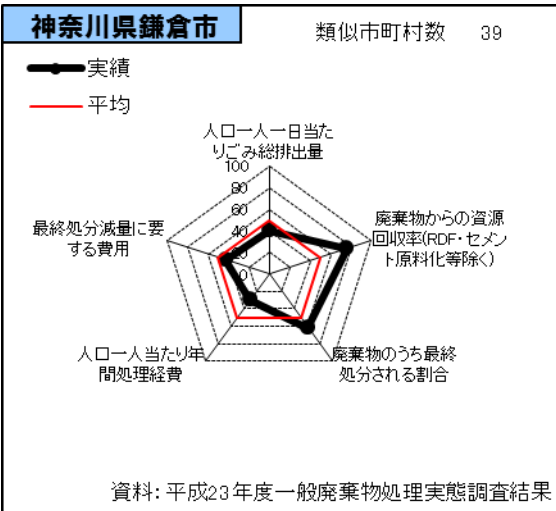 神奈川県鎌倉市
類似市町村数 39
実績
平均
人口一人一日当た
りごみ総排出量
100
80
60
40
20
0
廃棄物からの資源
回収率(RDF・セメン
ト原料化等除く)
最終処分減量に要
する費用
人口一人当たり年
間処理経費
廃棄物のうち最終
処分される割合
資料：平成23年度一般廃棄物処理実態調査結果